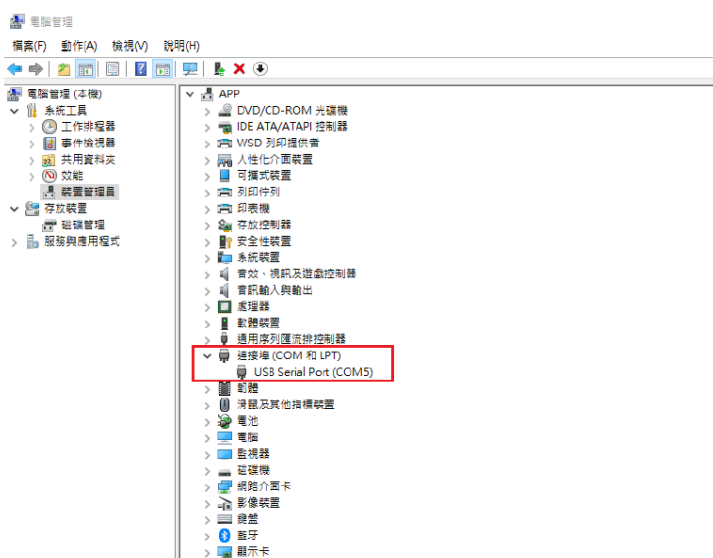 電腦管理
檔案(F) 動作(A) 檢視(V) 說明(H)
電腦管理 (本機)
系統工具
工作排程器
事件檢視器
共用資料夾
效能
裝置管理員
存放裝置
磁碟管理
服務與應用程式
APP
DVD/CD-ROM 光碟機
IDE ATA/ATAPI 控制器
WSD 列印提供者
人性化介面裝置
可攜式裝置
列印佇列
印表機
存放控制器
安全性裝置
系統裝置
音效、視訊及遊戲控制器
音訊輸入與輸出
處理器
軟體裝置
通用序列匯流排控制器
連接埠 (COM 和 LPT)
USB Serial Port (COM5)
韌體
滑鼠及其他指標裝置
電池
電腦
監視器
磁碟機
網路介面卡
影像裝置
鍵盤
藍牙
顯示卡